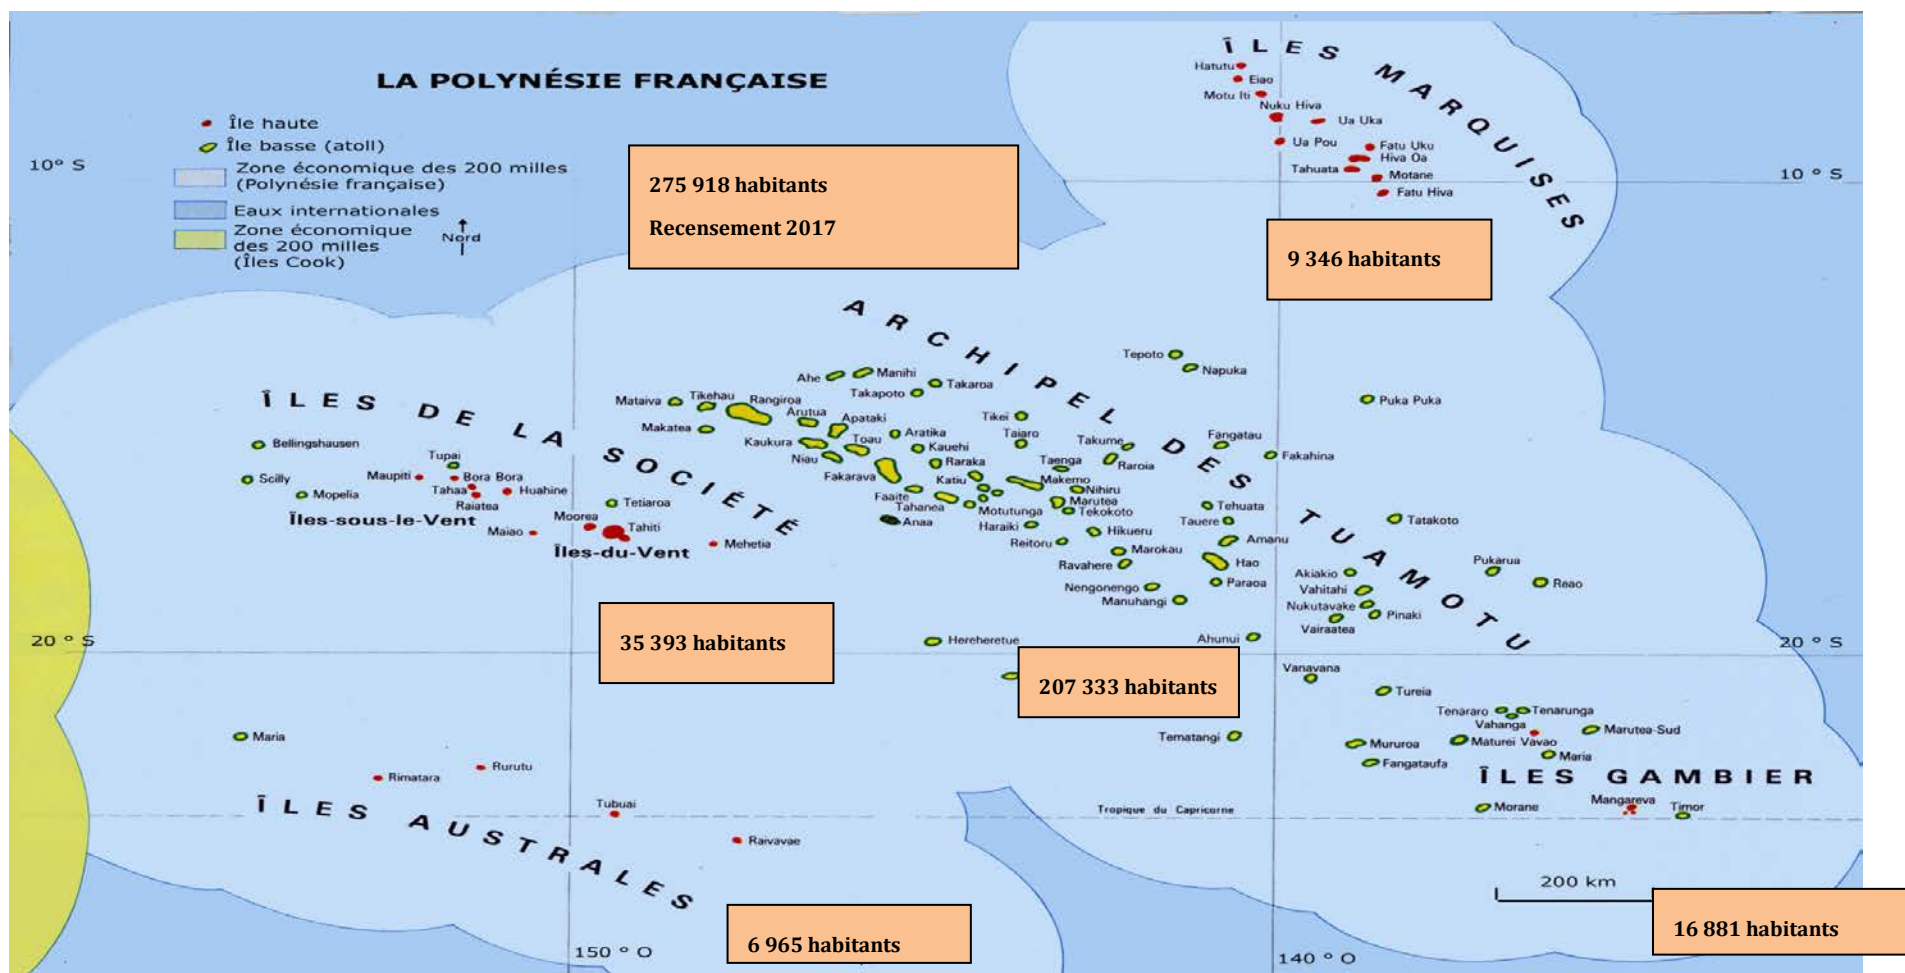 LA POLYNÉSIE FRANÇAISE
Île haute
Île basse (atoll)
Zone économique des 200 milles
(Polynésie française)
Eaux internationales
Zone économique
des 200 milles
(Îles Cook)
Nord
10° S
10° S
275 918 habitants
Recensement 2017
ÎLES MARQUISES
Hatutu
Eiao
Motu Iti
Nuku Hiva
Ua Uka
Ua Pou
Fatu Uku
Hiva Oa
Tahuata
Motane
Fatu Hiva
9 346 habitants
ARCHIPEL DES TUAMOTU
Tepoto
Napuka
Ahe
Manihi
Takaroa
Takapoto
Mataiva
Tikehau
Rangiroa
Arutua
Apataki
Tikei
Puka Puka
Makatea
Kaukura
Toau
Aratika
Taiaro
Takume
Fangatau
Niau
Kauehi
Fakahina
Fakarava
Raraka
Taenga
Raroia
Katiu
Makemo
Nihiru
Faaite
Tahanea
Motutunga
Marutea
Tekokoto
Tehuata
Anaa
Haraiki
Tauere
Tatakoto
Reitoru
Hikueru
Amanu
Marokau
Hao
Ravahere
Paraoa
Akiakio
Pukarua
Reao
Nengonengo
Vahitahi
Manuhangi
Nukutavake
Pinaki
Vairaatea
Hereheretue
Ahunui
ÎLES DE LA SOCIÉTÉ
Bellingshausen
Tupai
Scilly
Maupiti
Bora Bora
Mopelia
Tahaa
Huahine
Raiatea
Tetiaroa
Îles-sous-le-Vent
Moorea
Tahiti
Maiao
Mehetia
Îles-du-Vent
35 393 habitants
207 333 habitants
20 ° S
20 ° S
Vanavana
Tureia
Tenararo
Tenarunga
Vahanga
Marutea-Sud
Tematangi
Mururoa
Maturei Vavao
Maria
Fangataufa
ÎLES GAMBIER
Morane
Mangareva
Timor
Maria
Rimatara
Rurutu
Tubuai
Raivavae
ÎLES AUSTRALES
Tropique du Capricorne
200 km
6 965 habitants
16 881 habitants
150 ° O
140 ° O